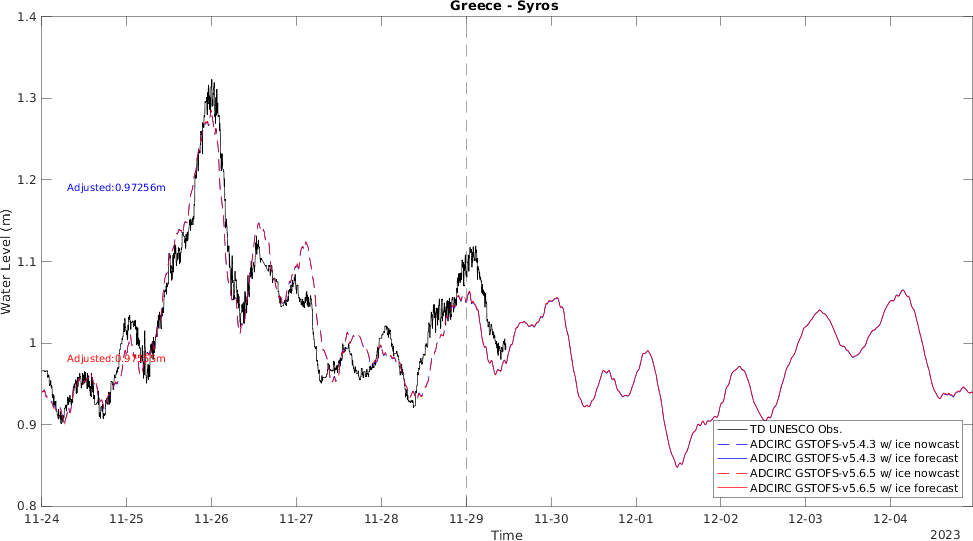 Greece - Syros
1.4
1.3
1.2
1.1
1
0.9
0.8
Water Level (m)
Adjusted:0.97256m
TD UNESCO Obs.
ADCIRC GSTOFS-v5.4.3 w/ ice nowcast
ADCIRC GSTOFS-v5.4.3 w/ ice forecast
ADCIRC GSTOFS-v5.6.5 w/ ice nowcast
ADCIRC GSTOFS-v5.6.5 w/ ice forecast
11-24 11-25 11-26 11-27 11-28 11-29 11-30 12-01 12-02 12-03 12-04
Time
2023